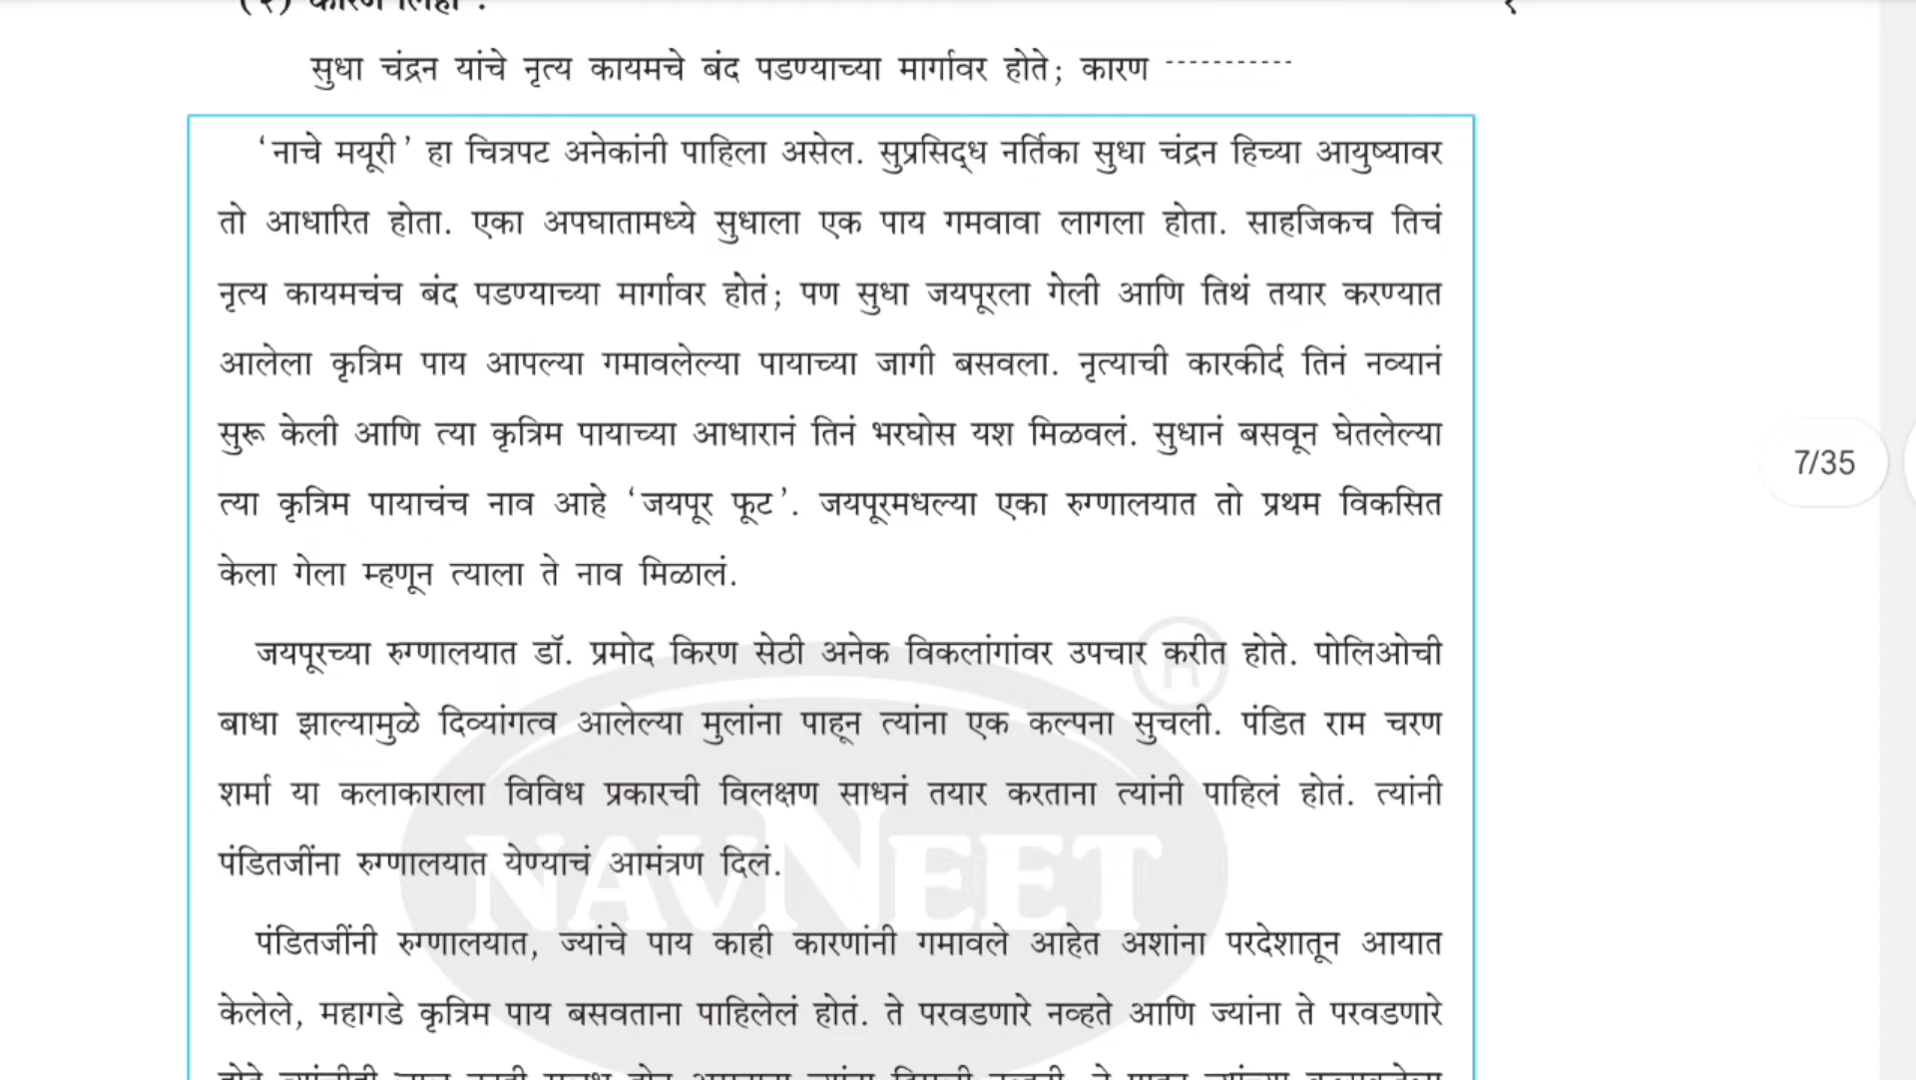 (२) कारण लिहा : १
सुधा चंद्रन यांचे नृत्य कायमचे बंद पडण्याच्या मार्गावर होते; कारण -----------
‘नाचे मयूरी’ हा चित्रपट अनेकांनी पाहिला असेल. सुप्रसिद्ध नर्तिका सुधा चंद्रन हिच्या आयुष्यावर
तो आधारित होता. एका अपघातामध्ये सुधाला एक पाय गमवावा लागला होता. साहजिकच तिचं
नृत्य कायमचंच बंद पडण्याच्या मार्गावर होतं; पण सुधा जयपूरला गेली आणि तिथं तयार करण्यात
आलेला कृत्रिम पाय आपल्या गमावलेल्या पायाच्या जागी बसवला. नृत्याची कारकीर्द तिनं नव्यानं
सुरू केली आणि त्या कृत्रिम पायाच्या आधारानं तिनं भरघोस यश मिळवलं. सुधानं बसवून घेतलेल्या
7/35
त्या कृत्रिम पायाचंच नाव आहे ‘जयपूर फूट’. जयपूरमधल्या एका रुग्णालयात तो प्रथम विकसित
केला गेला म्हणून त्याला ते नाव मिळालं.
जयपूरच्या रुग्णालयात डॉ. प्रमोद किरण सेठी अनेक विकलांगांवर उपचार करीत होते. पोलिओची
बाधा झाल्यामुळे दिव्यांगत्व आलेल्या मुलांना पाहून त्यांना एक कल्पना सुचली. पंडित राम चरण
शर्मा या कलाकाराला विविध प्रकारची विलक्षण साधनं तयार करताना त्यांनी पाहिलं होतं. त्यांनी
पंडितजींना रुग्णालयात येण्याचं आमंत्रण दिलं.
NAVNEET
पंडितजींनी रुग्णालयात, ज्यांचे पाय काही कारणांनी गमावले आहेत अशांना परदेशातून आयात
केलेले, महागडे कृत्रिम पाय बसवताना पाहिलेलं होतं. ते परवडणारे नव्हते आणि ज्यांना ते परवडणारे